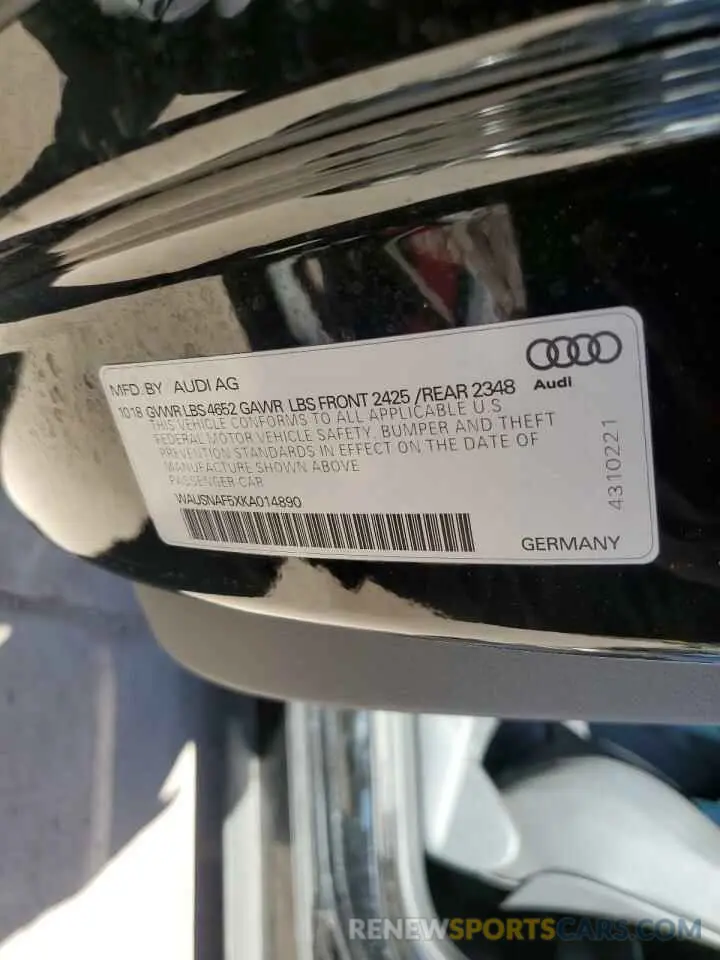 MFD. BY AUDI AG
Audi
1018 GVWR LBS 4652 GAWR LBS FRONT 2425 /REAR 2348
THIS VEHICLE CONFORMS TO ALL APPLICABLE U.S
FEDERAL MOTOR VEHICLE SAFETY, BUMPER AND THEFT
PREVENTION STANDARDS IN EFFECT ON THE DATE OF
MANUFACTURE SHOWN ABOVE
PASSENGER CAR
WAUSNAF5XKA014890
4310221
GERMANY
RENEWSPORTSCARS.COM